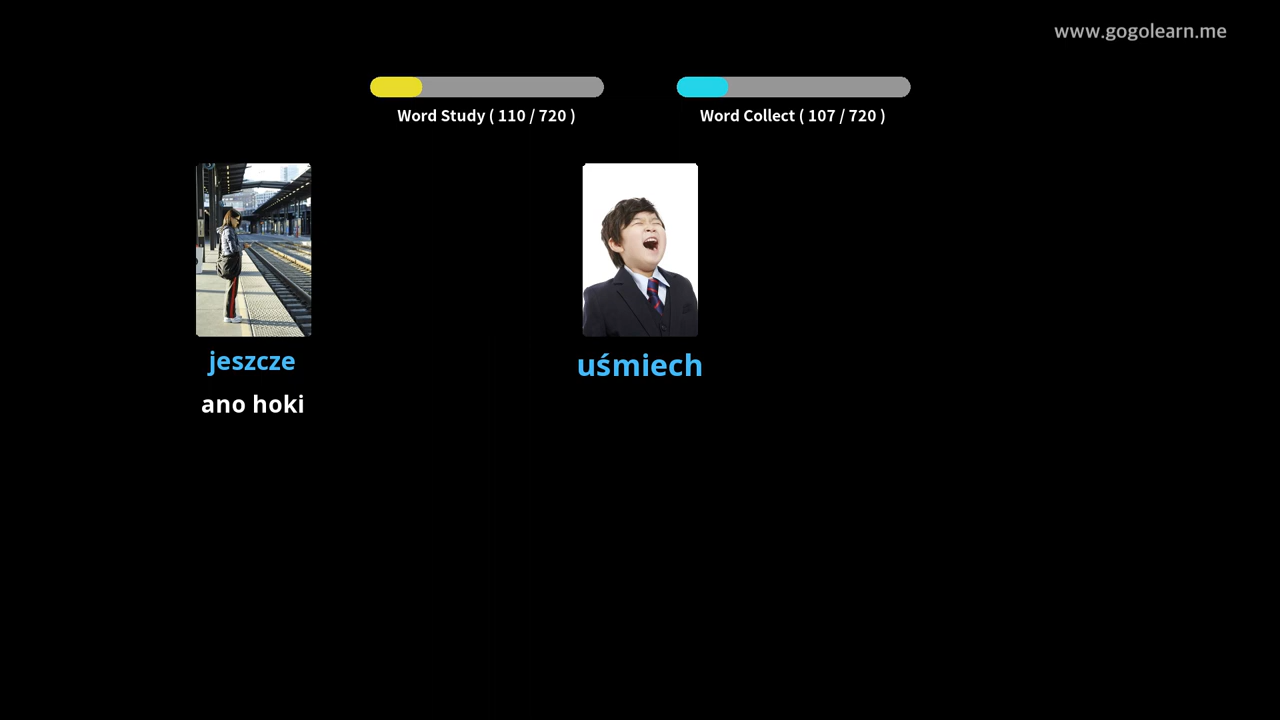 www.gogolearn.me
Word Study ( 110 / 720 )
Word Collect ( 107 / 720 )
jeszcze
ano hoki
uśmiech